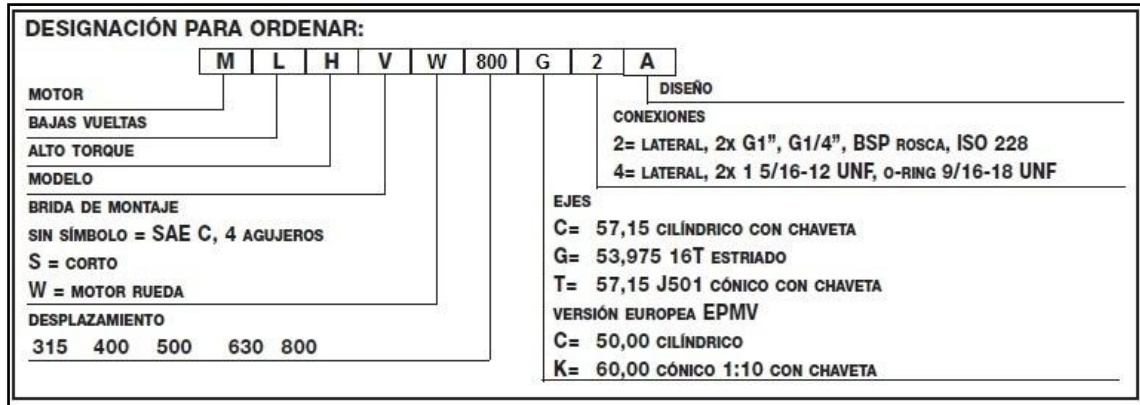 DESIGNACIÓN PARA ORDENAR:
M L H V W 800 G 2 A
MOTOR
BAJAS VUELTAS
ALTO TORQUE
MODELO
BRIDA DE MONTAJE
SIN SÍMBOLO = SAE C, 4 AGUJEROS
S = CORTO
W = MOTOR RUEDA
DESPLAZAMIENTO
315 400 500 630 800
DISEÑO
CONEXIONES
2= LATERAL, 2X G1”, G1/4”, BSP ROSCA, ISO 228
4= LATERAL, 2X 1 5/16-12 UNF, O-RING 9/16-18 UNF
EJES
C= 57,15 CILÍNDRICO CON CHAVETA
G= 53,975 16T ESTRIADO
T= 57,15 J501 CÓNICO CON CHAVETA
VERSIÓN EUROPEA EPMV
C= 50,00 CILÍNDRICO
K= 60,00 CÓNICO 1:10 CON CHAVETA